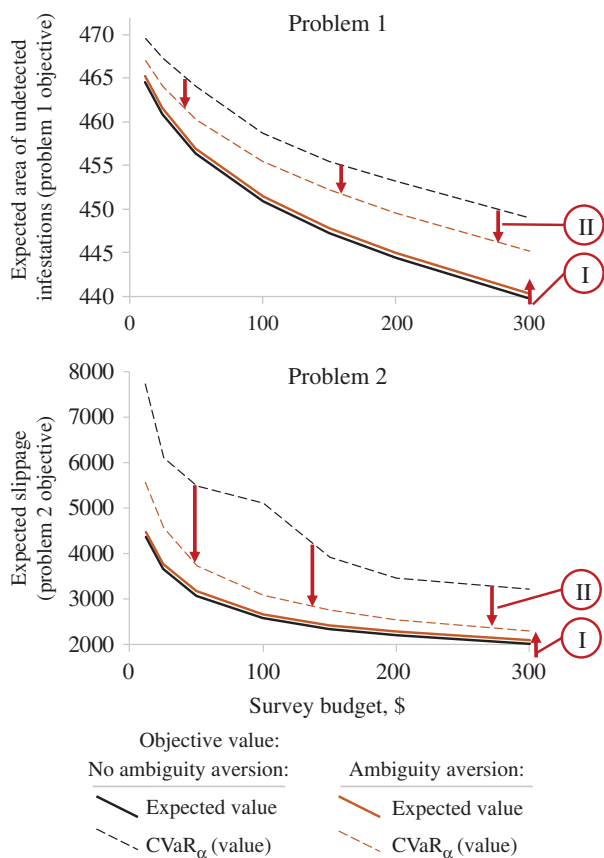 Problem 1
Expected area of undetected
infestations (problem 1 objective)
470
465
460
455
450
445
440
0
100
200
300
II
I
Problem 2
Expected slippage
(problem 2 objective)
8000
7000
6000
5000
4000
3000
2000
0
100
200
300
II
I
Survey budget, $
Objective value:
No ambiguity aversion:
Expected value
CVaRα (value)
Ambiguity aversion:
Expected value
CVaRα (value)